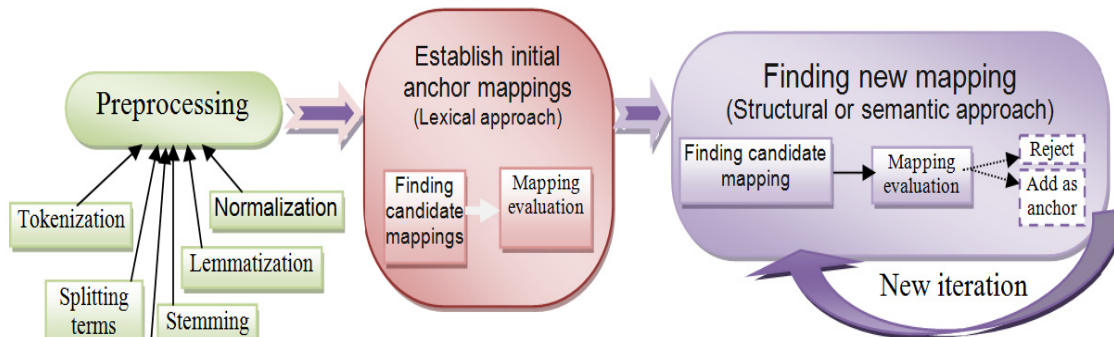 Preprocessing
Tokenization
Splitting
terms
Stemming
Lemmatization
Normalization
Establish initial
anchor mappings
(Lexical approach)
Finding
candidate
mappings
Mapping
evaluation
Finding new mapping
(Structural or semantic approach)
Finding candidate
mapping
Mapping
evaluation
Reject
Add as
anchor
New iteration